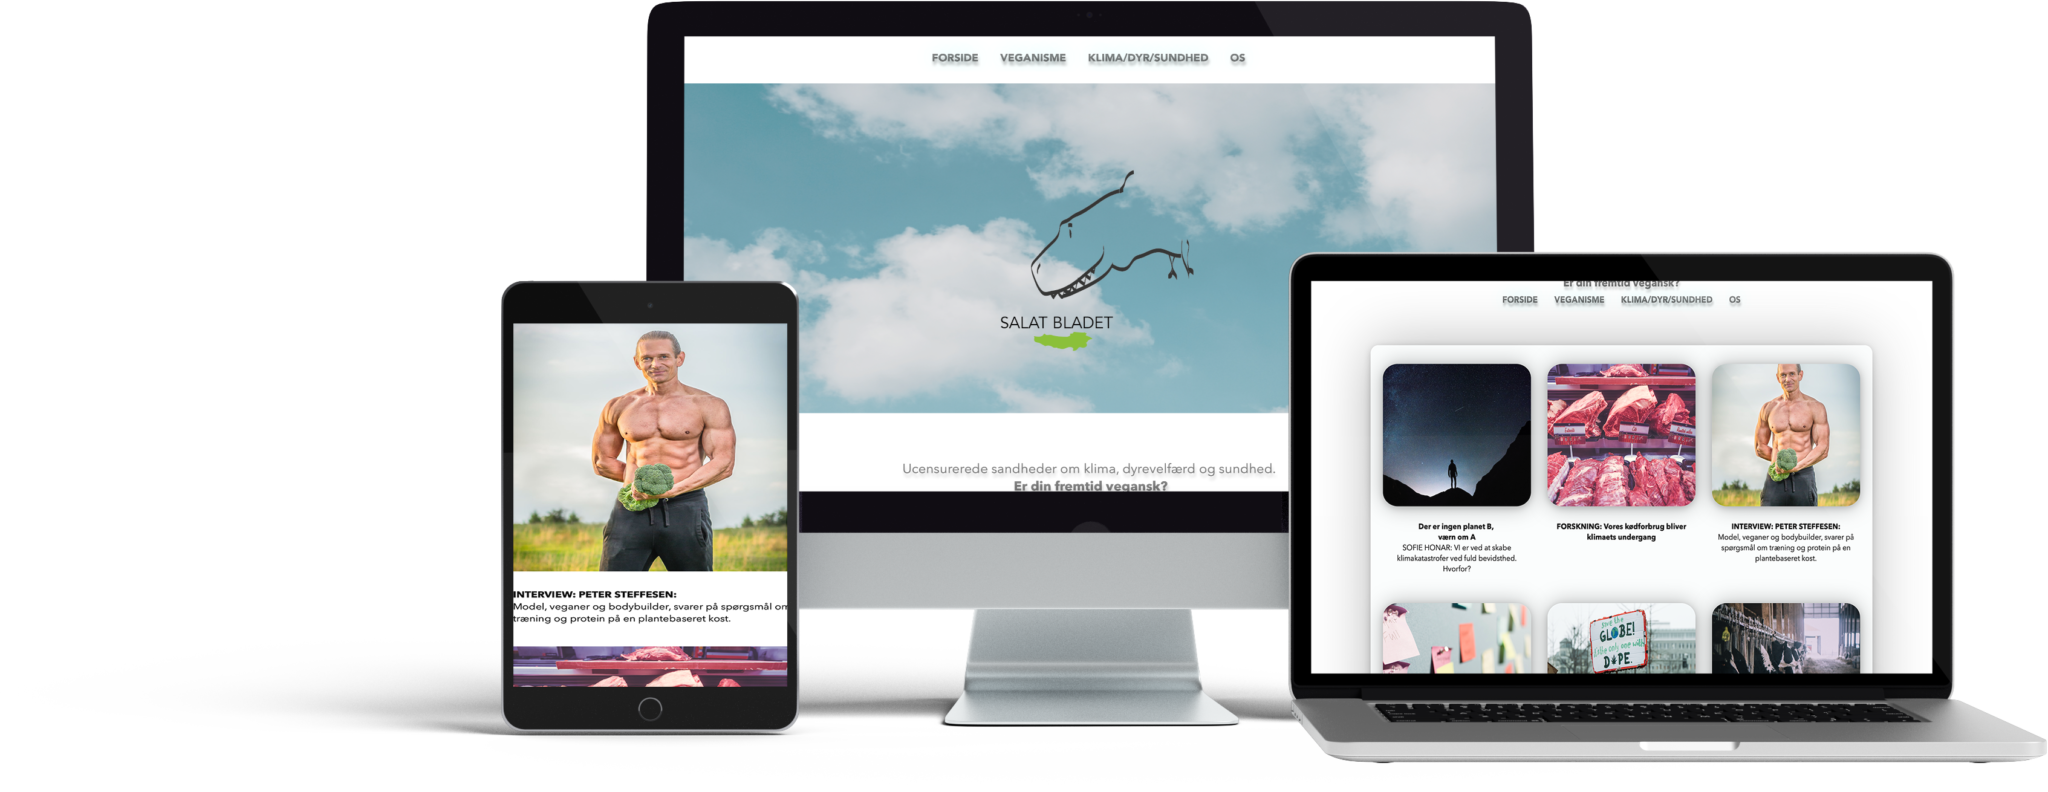 FORSIDE VEGANISME KLIMA/DYR/SUNDHED OS
SALAT BLADET
Ucensurerede sandheder om klima, dyrevelfærd og sundhed.
Er din fremtid vegansk?
INTERVIEW: PETER STEFFESEN:
Model, veganer og bodybuilder, svarer på spørgsmål om
træning og protein på en plantebaseret kost.
Er din fremtid vegansk?
FORSIDE VEGANISME KLIMA/DYR/SUNDHED OS
Der er ingen planet B,
værn om A
SOFIE HONAR: VI er ved at skabe
klimakatastrofer ved fuld bevidsthed.
Hvorfor?
FORSKNING: Vores kødforbrug bliver
klimaets undergang
INTERVIEW: PETER STEFFESEN:
Model, veganer og bodybuilder, svarer på
spørgsmål om træning og protein på en
plantebaseret kost.
GLOBE!
DOPE.